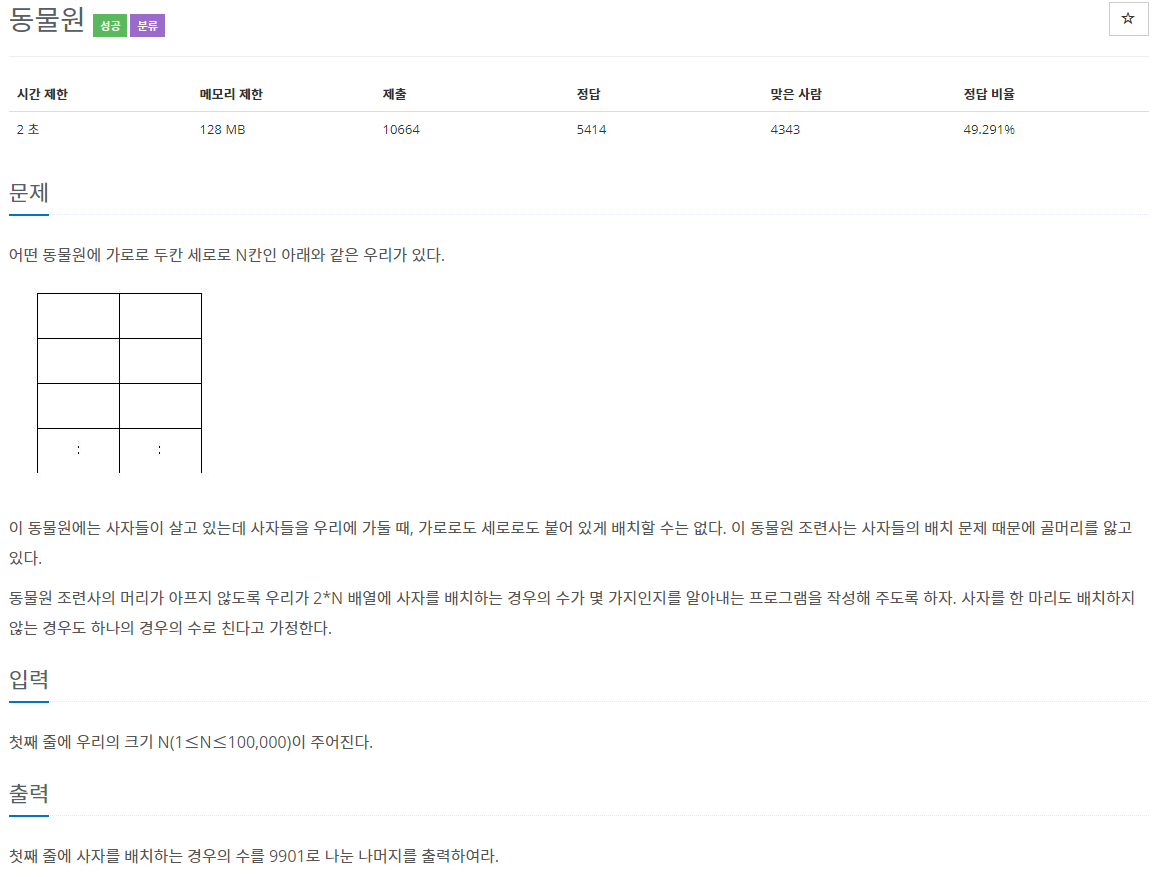 동물원 성공 분류
☆
시간 제한 메모리 제한 제출 정답 맞은 사람 정답 비율
2 초 128 MB 10664 5414 4343 49.291%
문제
어떤 동물원에 가로로 두칸 세로로 N칸인 아래와 같은 우리가 있다.
: :
이 동물원에는 사자들이 살고 있는데 사자들을 우리에 가둘 때, 가로로도 세로로도 붙어 있게 배치할 수는 없다. 이 동물원 조련사는 사자들의 배치 문제 때문에 골머리를 앓고
있다.
동물원 조련사의 머리가 아프지 않도록 우리가 2*N 배열에 사자를 배치하는 경우의 수가 몇 가지인지를 알아내는 프로그램을 작성해 주도록 하자. 사자를 한 마리도 배치하지
않는 경우도 하나의 경우의 수로 친다고 가정한다.
입력
첫째 줄에 우리의 크기 N(1≤N≤100,000)이 주어진다.
출력
첫째 줄에 사자를 배치하는 경우의 수를 9901로 나눈 나머지를 출력하여라.